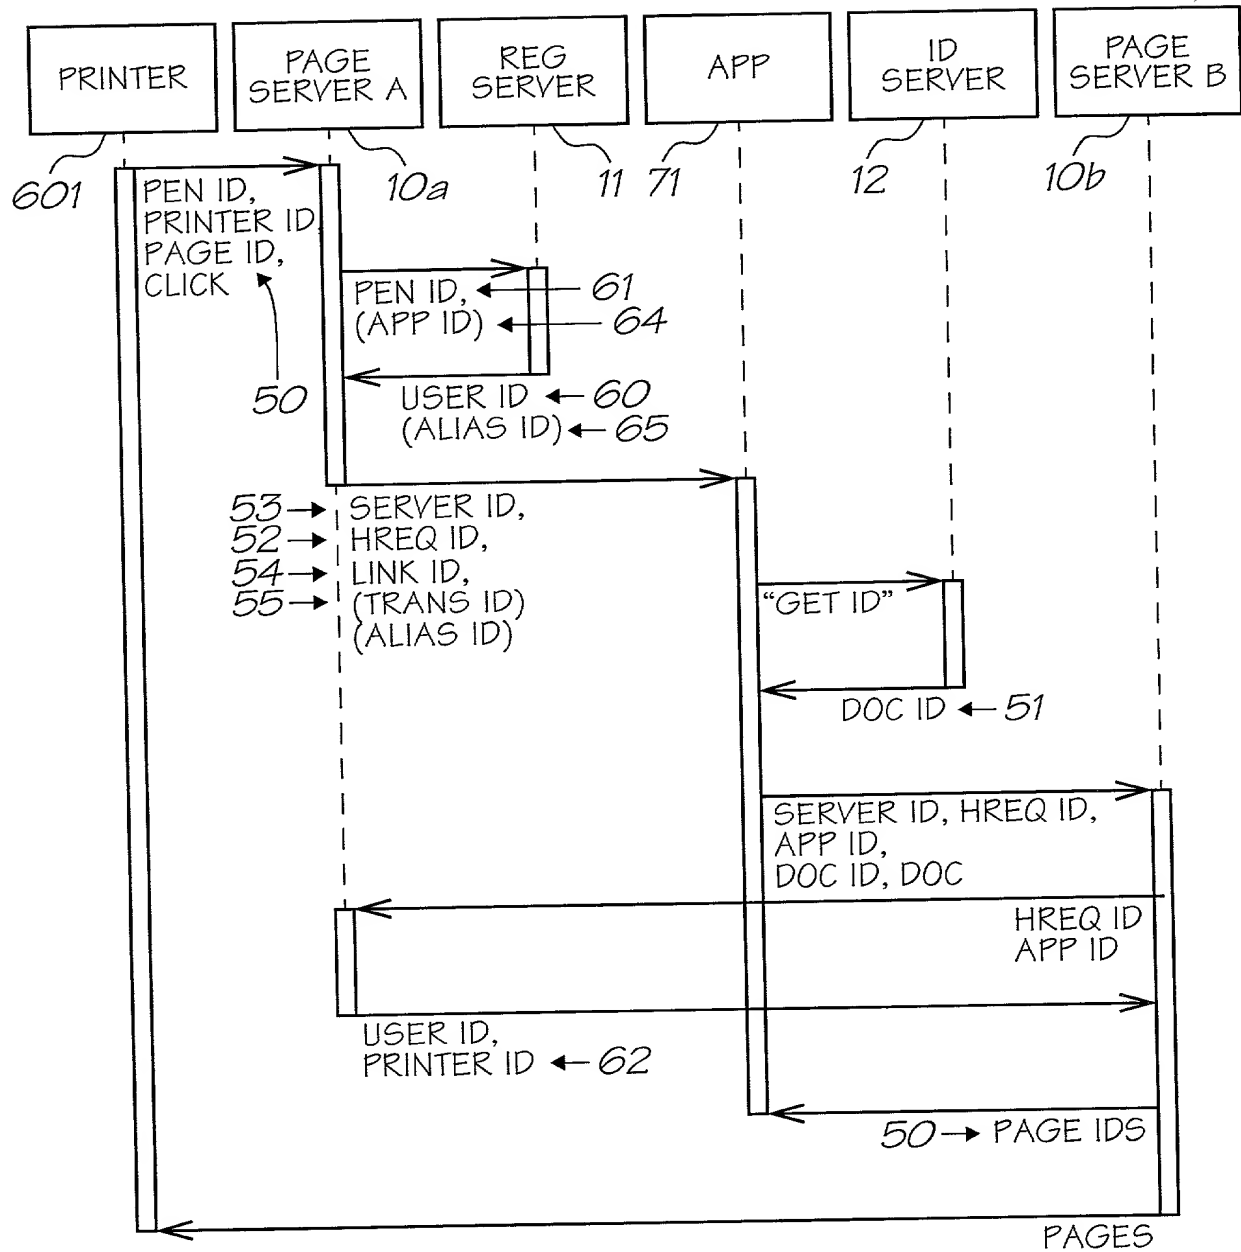 PRINTER
PAGE
SERVER A
REG
SERVER
APP
ID
SERVER
PAGE
SERVER B
601
10a
11
71
12
10b
PEN ID,
PRINTER ID,
PAGE ID,
CLICK
50
PEN ID,
61
(APP ID)
64
USER ID
60
(ALIAS ID)
65
53
SERVER ID,
52
HREQ ID,
54
LINK ID,
55
(TRANS ID)
(ALIAS ID)
"GET ID"
DOC ID
51
SERVER ID, HREQ ID,
APP ID,
DOC ID, DOC
HREQ ID
APP ID
USER ID,
PRINTER ID
62
50
PAGE IDS
PAGES